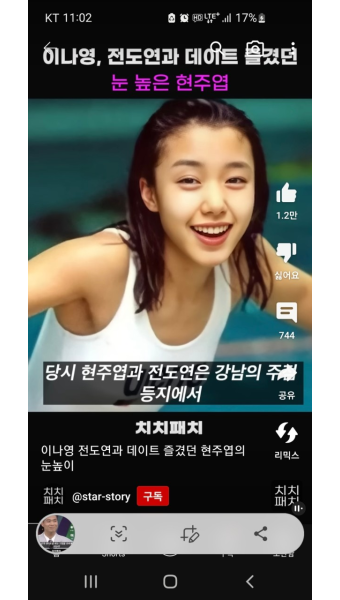 KT 11:02
LTE+ 17%
이나영, 전도연과 데이트 즐겼던
눈 높은 현주엽
1.2만
싫어요
744
당시 현주엽과 전도연은 강남의
등지에서
공유
치치패치
리믹스
이나영 전도연과 데이트 즐겼던 현주엽의
눈높이
치치
패치
@star-story
구독
치치
패치
Shorts